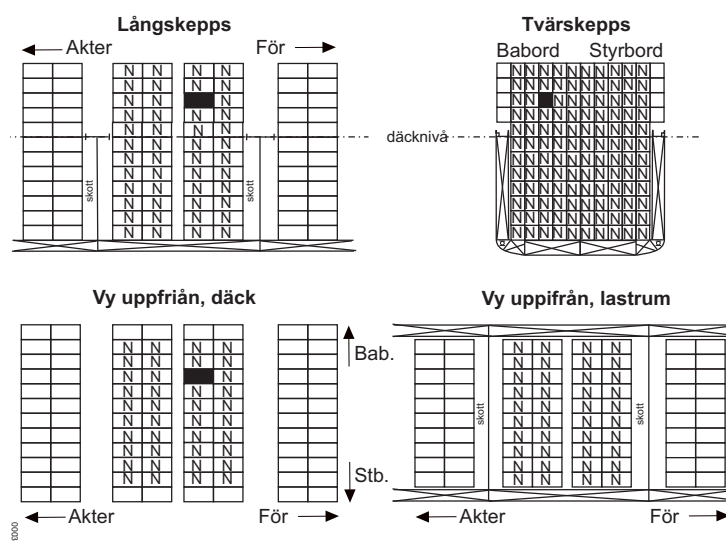 Långskepps
Akter
För
N N N N
N N N N
N N N
N N N N
N N N N
N N N N
N N N N
N N N N
N N N N
N N N N
N N N N
N N N N
skott
skott
Tvärskepps
Babord Styrbord
däcknivå
N N N N N N N N N N
N N N N N N N N N N
N N N N N N N N N
N N N N N N N N N N
N N N N N N N N N N
N N N N N N N N N N
N N N N N N N N N N
N N N N N N N N N N
N N N N N N N N N N
N N N N N N N N N N
N N N N N N N N N N
N N N N N N N N N N
Vy uppfriån, däck
N N N N
N N N N
N N N
N N N N
N N N N
N N N N
N N N N
N N N N
N N N N
N N N N
Bab.
Stb.
Akter
För
Vy uppifrån, lastrum
skott
skott
N N N N
N N N N
N N N N
N N N N
N N N N
N N N N
N N N N
N N N N
N N N N
N N N N
Akter
För